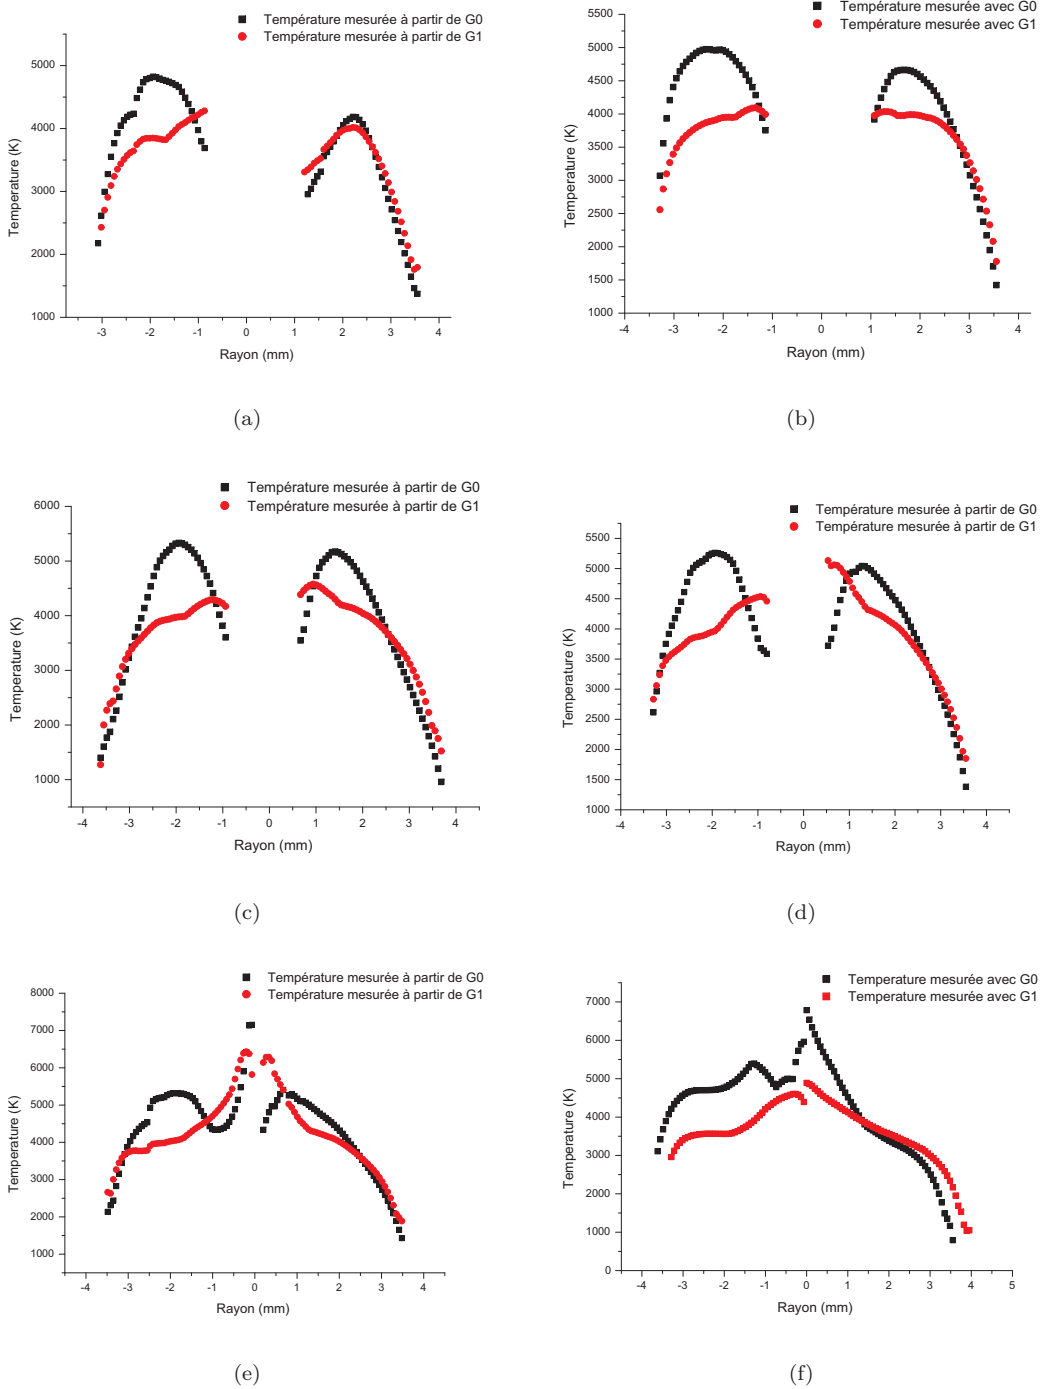 Température mesurée à partir de G0
Température mesurée à partir de G1
5000
4000
3000
2000
1000
-3 -2 -1 0 1 2 3 4
Temperature (K)
Rayon (mm)
(a)
Température mesurée avec G0
Température mesurée avec G1
5500
5000
4500
4000
3500
3000
2500
2000
1500
1000
-4 -3 -2 -1 0 1 2 3 4
Temperature (K)
Rayon (mm)
(b)
Température mesurée à partir de G0
Température mesurée à partir de G1
6000
5000
4000
3000
2000
1000
-4 -3 -2 -1 0 1 2 3 4
Temperature (K)
Rayon (mm)
(c)
Température mesurée à partir de G0
Température mesurée à partir de G1
5500
5000
4500
4000
3500
3000
2500
2000
1500
1000
-4 -3 -2 -1 0 1 2 3 4
Temperature (K)
Rayon (mm)
(d)
Température mesurée à partir de G0
Température mesurée à partir de G1
8000
7000
6000
5000
4000
3000
2000
1000
-4 -3 -2 -1 0 1 2 3 4
Temperature (K)
Rayon (mm)
(e)
Temperature mesurée avec G0
Temperature mesurée avec G1
7000
6000
5000
4000
3000
2000
1000
0
-4 -3 -2 -1 0 1 2 3 4 5
Temperature (K)
Rayon (mm)
(f)